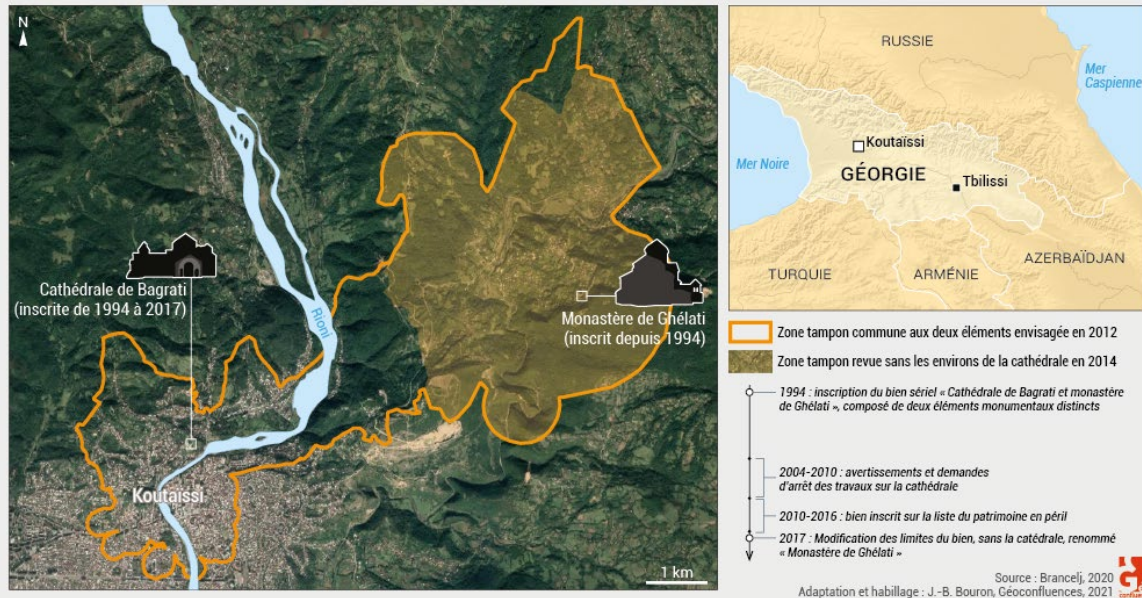 N
Cathédrale de Bagrati
(inscrite de 1994 à 2017)
Rioni
Monastère de Ghélati
(inscrit depuis 1994)
Koutaïssi
1 km
RUSSIE
Mer
Caspienne
Koutaïssi
Mer Noire
GÉORGIE
Tbilissi
TURQUIE
ARMÉNIE
AZERBAÏDJAN
Zone tampon commune aux deux éléments envisagée en 2012
Zone tampon revue sans les environs de la cathédrale en 2014
1994 : inscription du bien sériel « Cathédrale de Bagrati et monastère
de Ghélati », composé de deux éléments monumentaux distincts
2004-2010 : avertissements et demandes
d'arrêt des travaux sur la cathédrale
2010-2016 : bien inscrit sur la liste du patrimoine en péril
2017 : Modification des limites du bien, sans la catédrale, renommé
« Monastère de Ghélati »
Source : Brancelj, 2020
Adaptation et habillage : J.-B. Bouron, Géoconfluences, 2021